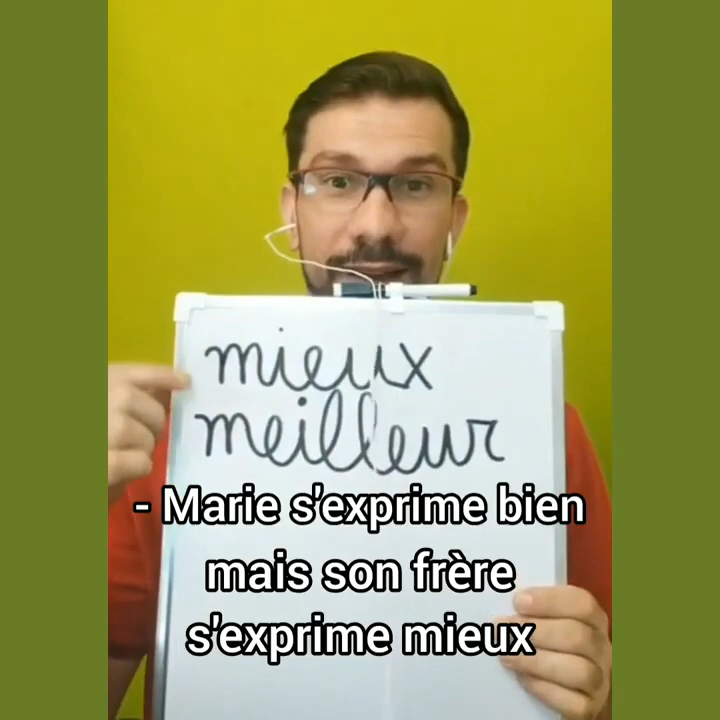 mieux
meilleur
- Marie s'exprime bien
mais son frère
s'exprime mieux